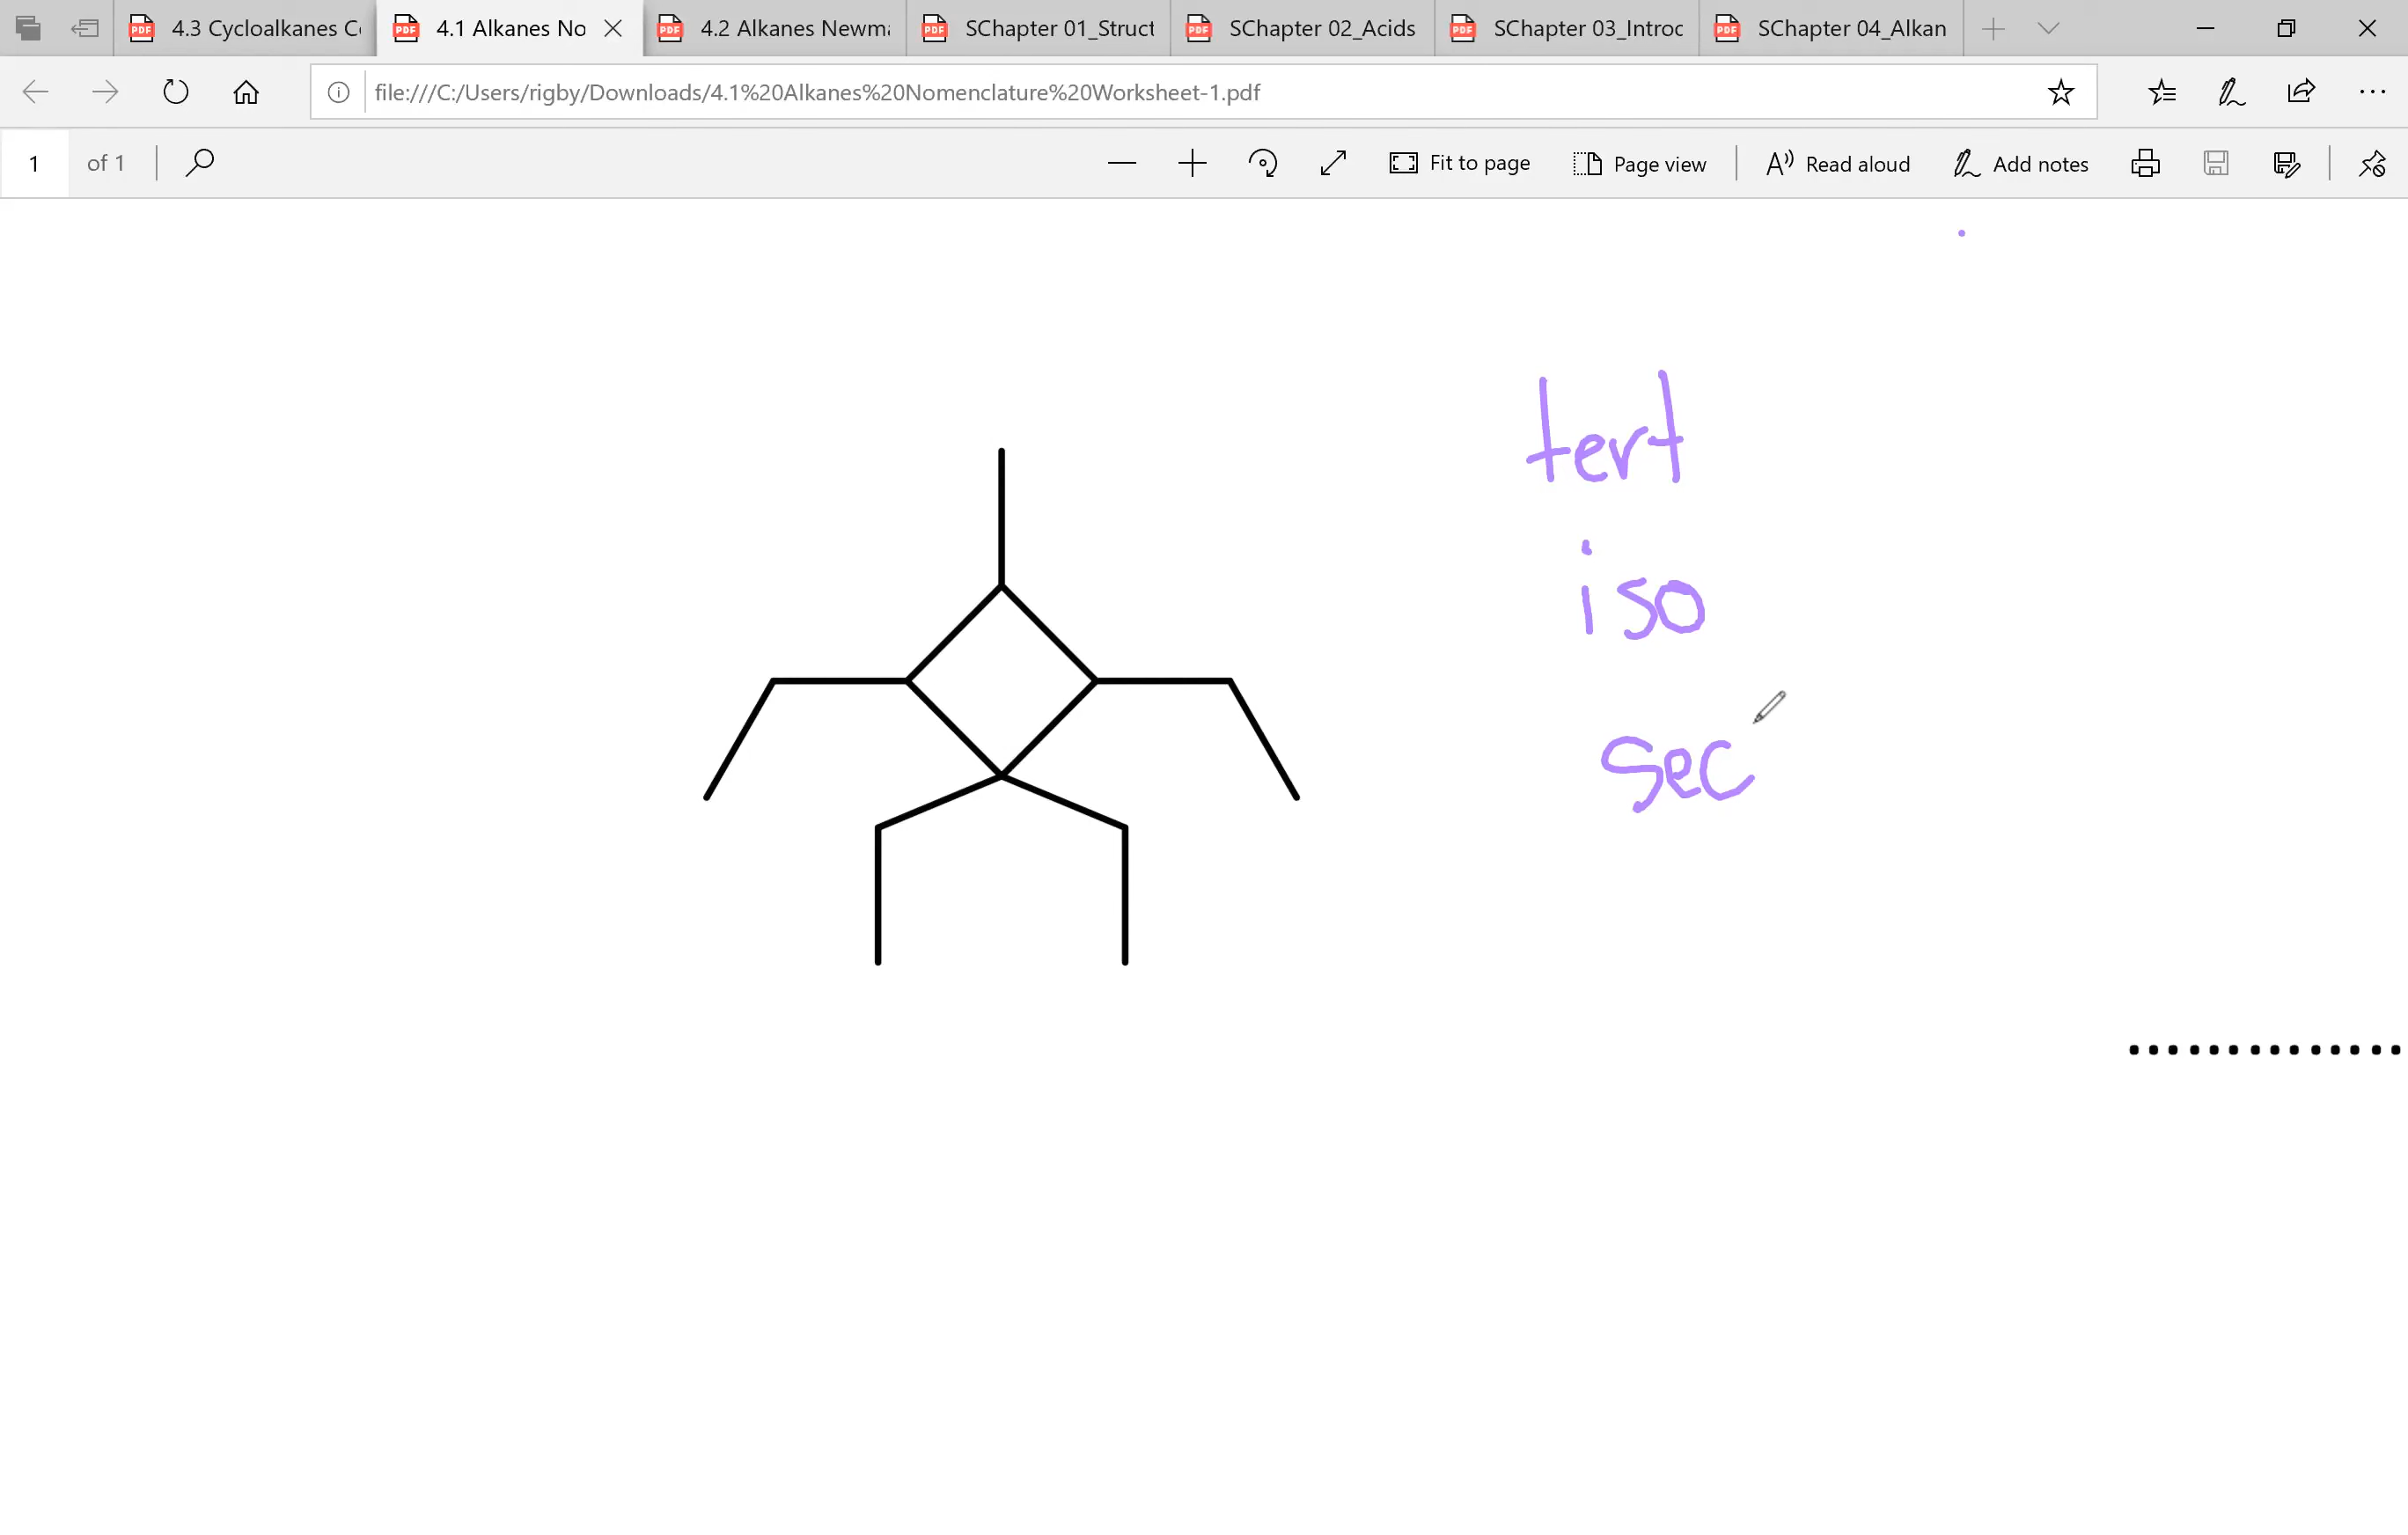 4.3 Cycloalkanes C
4.1 Alkanes No
4.2 Alkanes Newm
SChapter 01_Struct
SChapter 02_Acids
SChapter 03_Introc
SChapter 04_Alkan
file:///C:/Users/rigby/Downloads/4.1%20Alkanes%20Nomenclature%20Worksheet-1.pdf
1 of 1
Fit to page
Page view
Read aloud
Add notes
tert
iso
sec